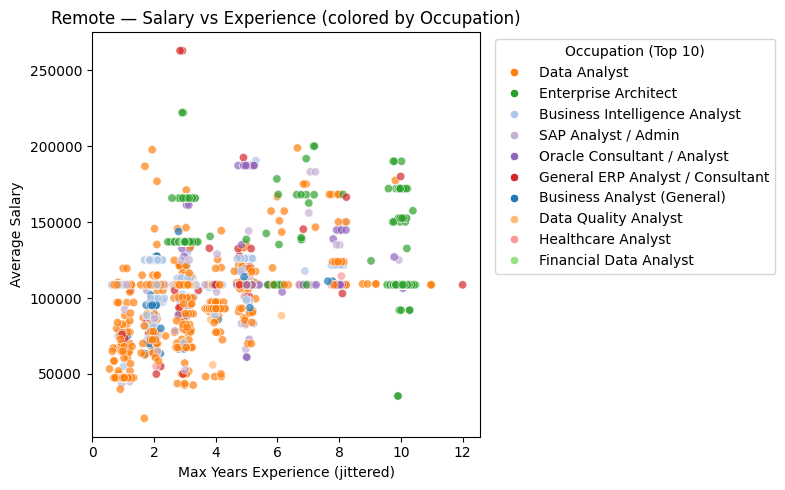 Remote — Salary vs Experience (colored by Occupation)
250000
200000
150000
100000
50000
Average Salary
0 2 4 6 8 10 12
Max Years Experience (jittered)
Occupation (Top 10)
Data Analyst
Enterprise Architect
Business Intelligence Analyst
SAP Analyst / Admin
Oracle Consultant / Analyst
General ERP Analyst / Consultant
Business Analyst (General)
Data Quality Analyst
Healthcare Analyst
Financial Data Analyst